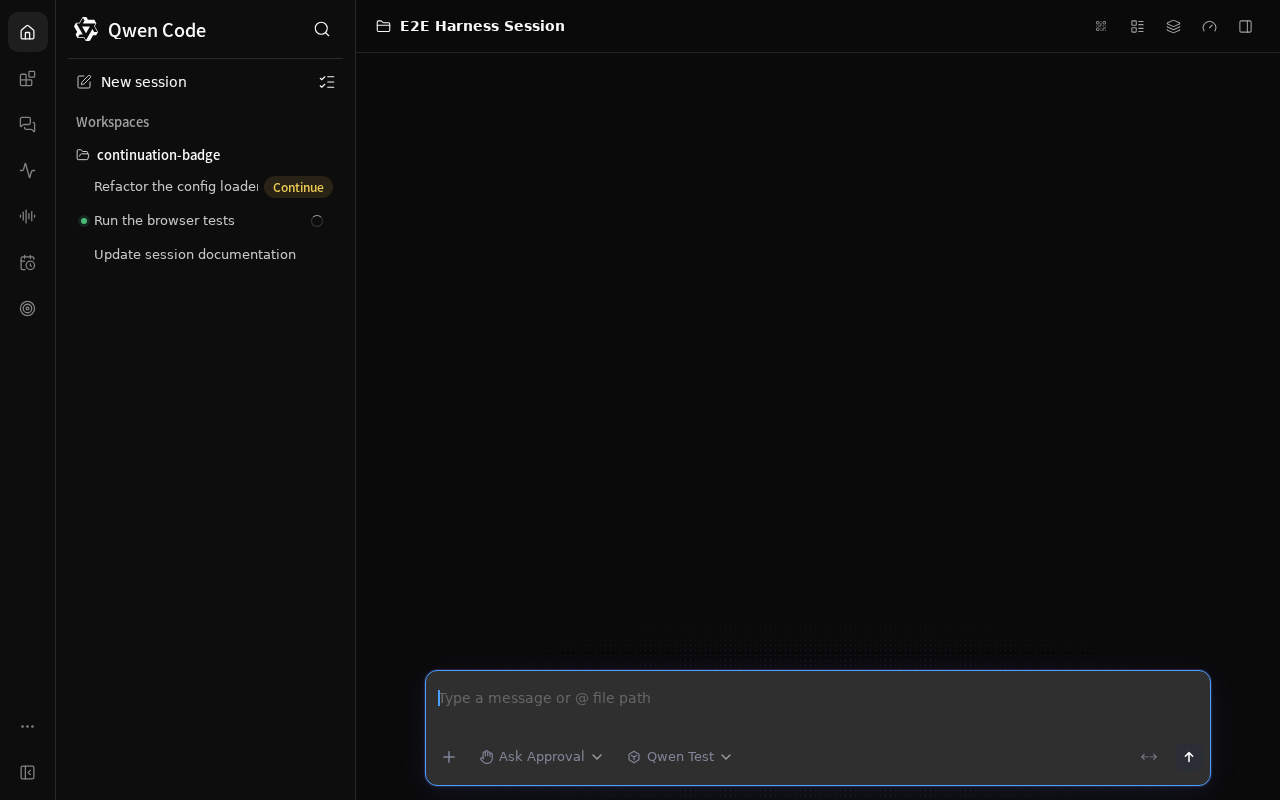 Qwen Code
New session
Workspaces
continuation-badge
Refactor the config loader Continue
Run the browser tests
Update session documentation
E2E Harness Session
Type a message or @ file path
Ask Approval
Qwen Test